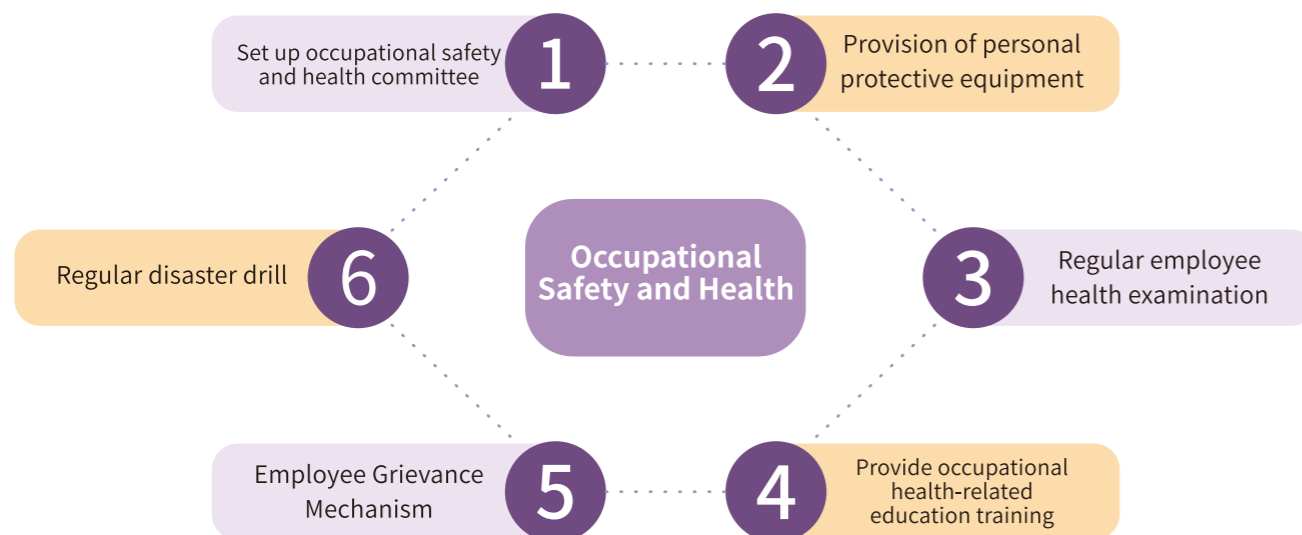 Set up occupational safety
and health committee
1
2
Provision of personal
protective equipment
Occupational
Safety and Health
3
Regular employee
health examination
4
Provide occupational
health-related
education training
5
Employee Grievance
Mechanism
6
Regular disaster drill